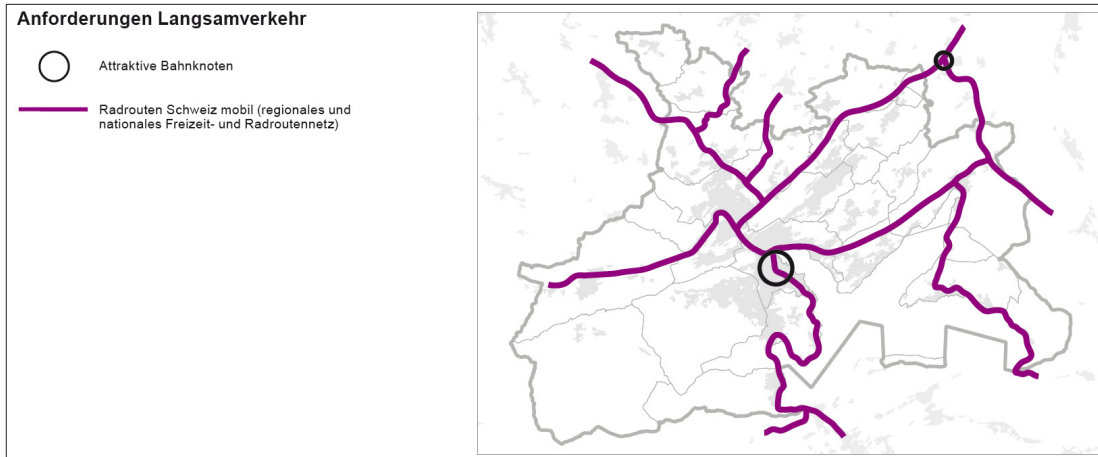 Anforderungen Langsamverkehr
Attraktive Bahnknoten
Radrouten Schweiz mobil (regionales und
nationales Freizeit- und Radroutennetz)